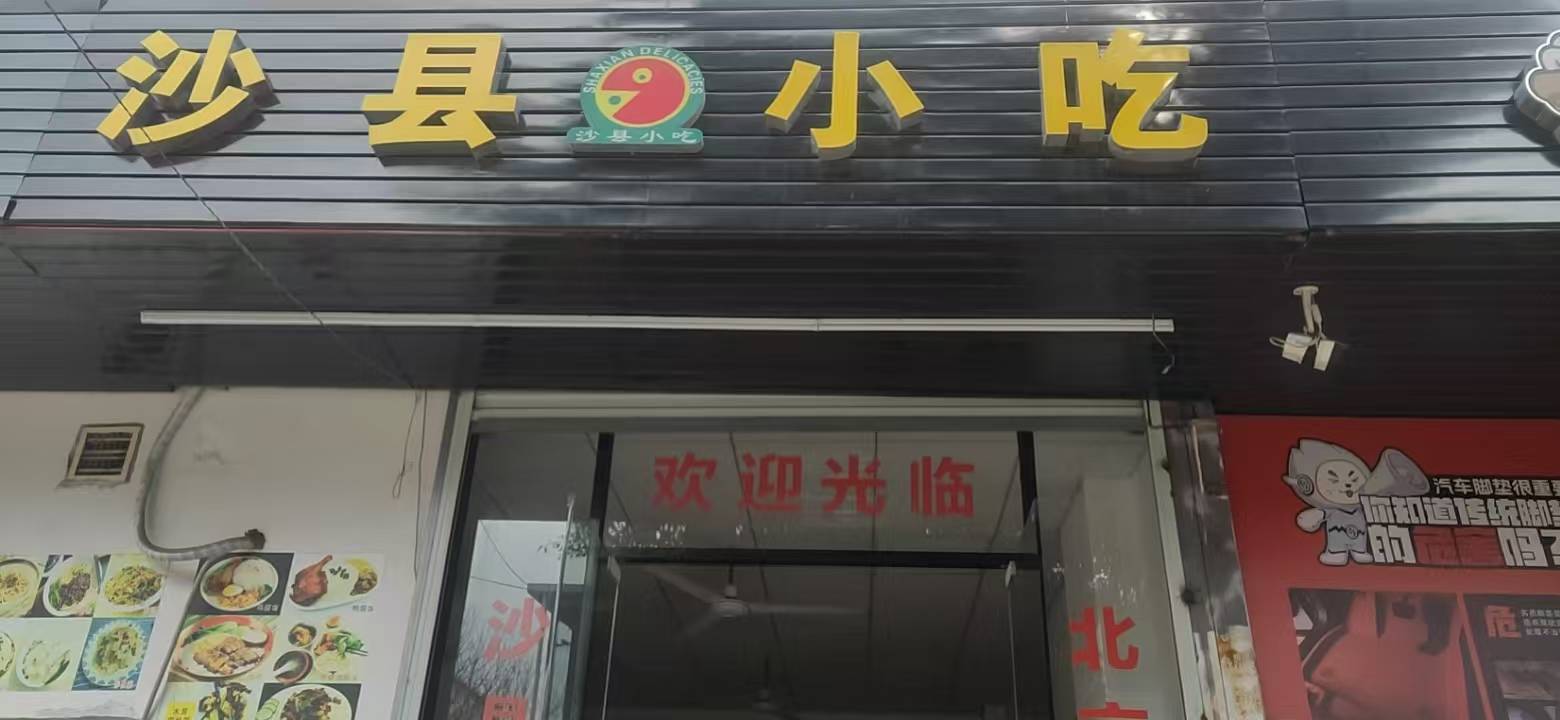 沙县小吃
SHAXIAN DELICACIES
沙县小吃
欢迎光临
沙
北
汽车脚垫很重要
你知道传统脚垫
的危害吗?
危